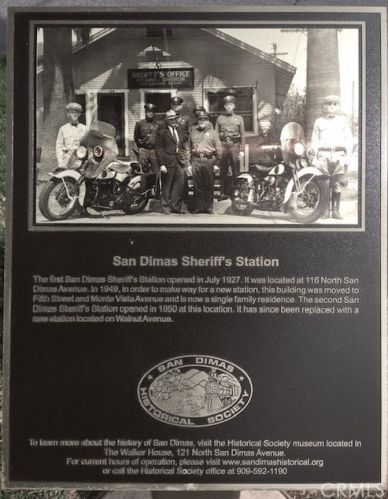 SHERIFF'S OFFICE
San Dimas Sheriff's Station
The first San Dimas Sheriff's Station opened in July 1927. It was located at 116 North San
Dimas Avenue. In 1949, in order to make way for a new station, this building was moved to
Fifth Street and Monte Vista Avenue and is now a single family residence. The second San
Dimas Sheriff's Station opened in 1950 at this location. It has since been replaced with a
new station located on Walnut Avenue.
SAN DIMAS
HISTORICAL SOCIETY
To learn more about the history of San Dimas, visit the Historical Society museum located in
The Walker House, 121 North San Dimas Avenue.
For current hours of operation, please visit www.sandimashistorical.org
or call the Historical Society office at 909-592-1190
CRMLS